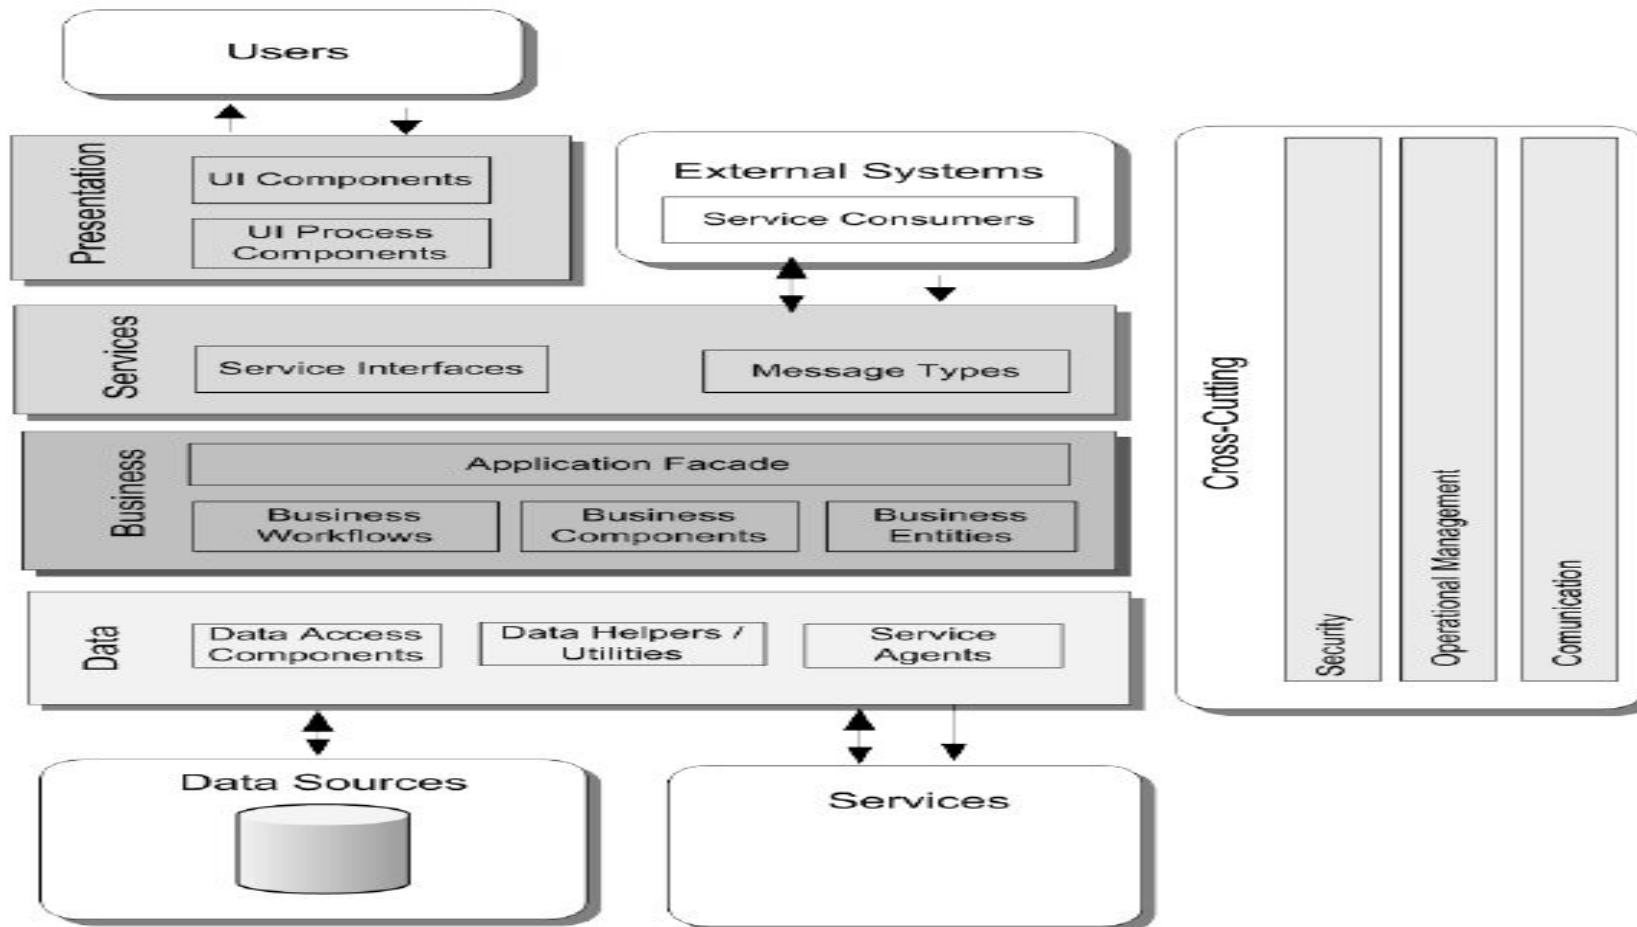 Users
Presentation
UI Components
UI Process
Components
External Systems
Service Consumers
Services
Service Interfaces
Message Types
Business
Application Facade
Business
Workflows
Business
Components
Business
Entities
Data
Data Access
Components
Data Helpers /
Utilities
Service
Agents
Data Sources
Services
Cross-Cutting
Security
Operational Management
Comunication